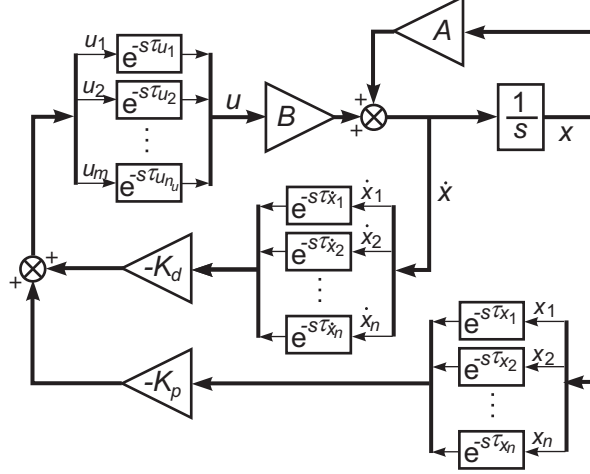 A
u1 e^-sτu1
u2 e^-sτu2
⋮
um e^-sτunu
u
B
+
+
1/s
x
ẋ
e^-sτẋ1 ẋ1
e^-sτẋ2 ẋ2
⋮
e^-sτẋn ẋn
-Kd
+
+
e^-sτx1 x1
e^-sτx2 x2
⋮
e^-sτxn xn
-Kp